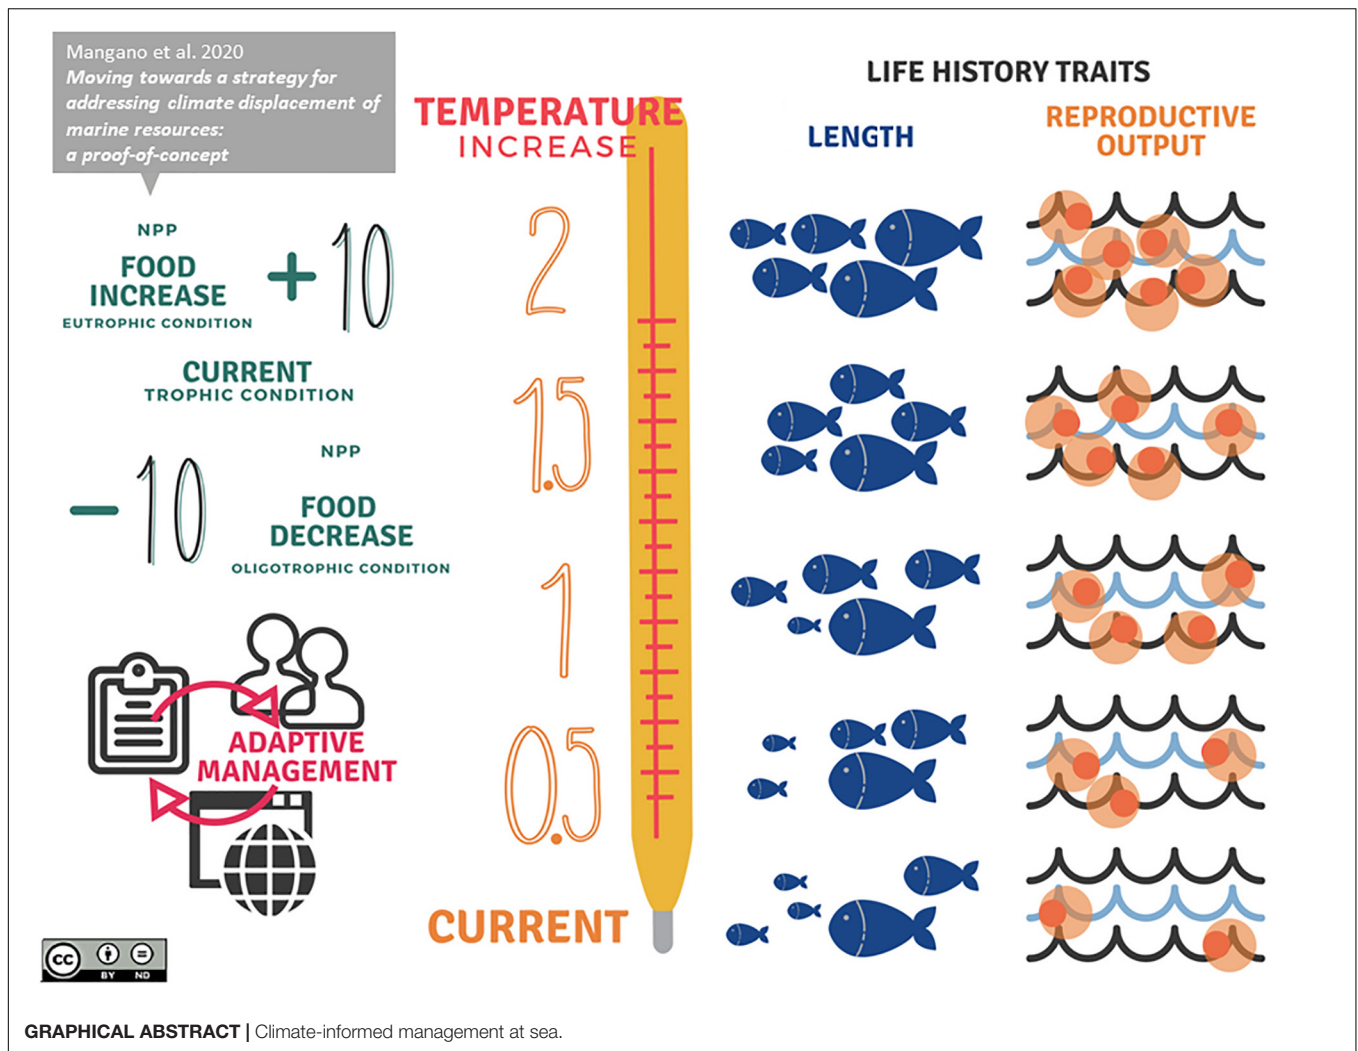 Mangano et al. 2020
Moving towards a strategy for
addressing climate displacement of
marine resources:
a proof-of-concept
NPP
FOOD
INCREASE
EUTROPHIC CONDITION
+ 10
CURRENT
TROPHIC CONDITION
NPP
- 10
FOOD
DECREASE
OLIGOTROPHIC CONDITION
ADAPTIVE
MANAGEMENT
TEMPERATURE
INCREASE
2
1.5
1
0.5
CURRENT
LIFE HISTORY TRAITS
LENGTH
REPRODUCTIVE
OUTPUT
cc
BY ND
GRAPHICAL ABSTRACT | Climate-informed management at sea.